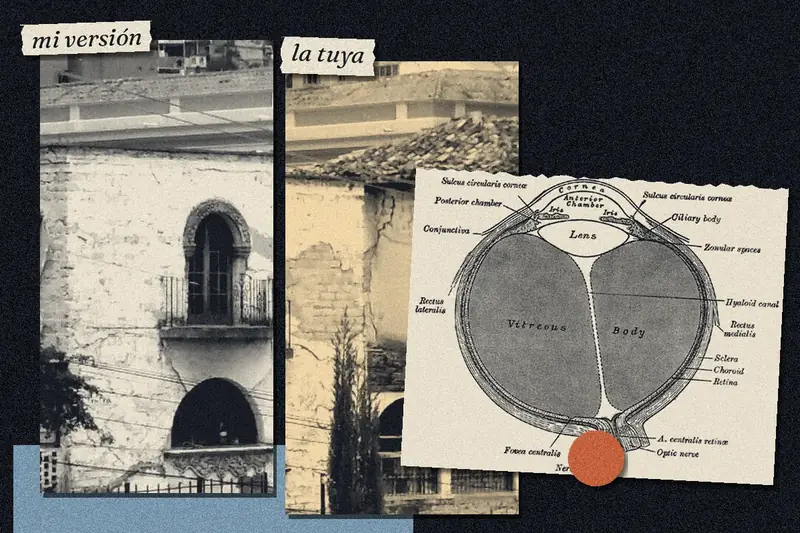 mi versión
la tuya
Sulcus circularis corneæ
Cornea
Sulcus circularis corneæ
Posterior chamber
Iris
Anterior
Chamber
Iris
Ciliary body
Conjunctiva
Lens
Zonular spaces
Rectus
lateralis
Hyaloid canal
Vitreous
Body
Rectus
medialis
Sclera
Choroid
Retina
A. centralis retinæ
Fovea centralis
Optic nerve
Ner